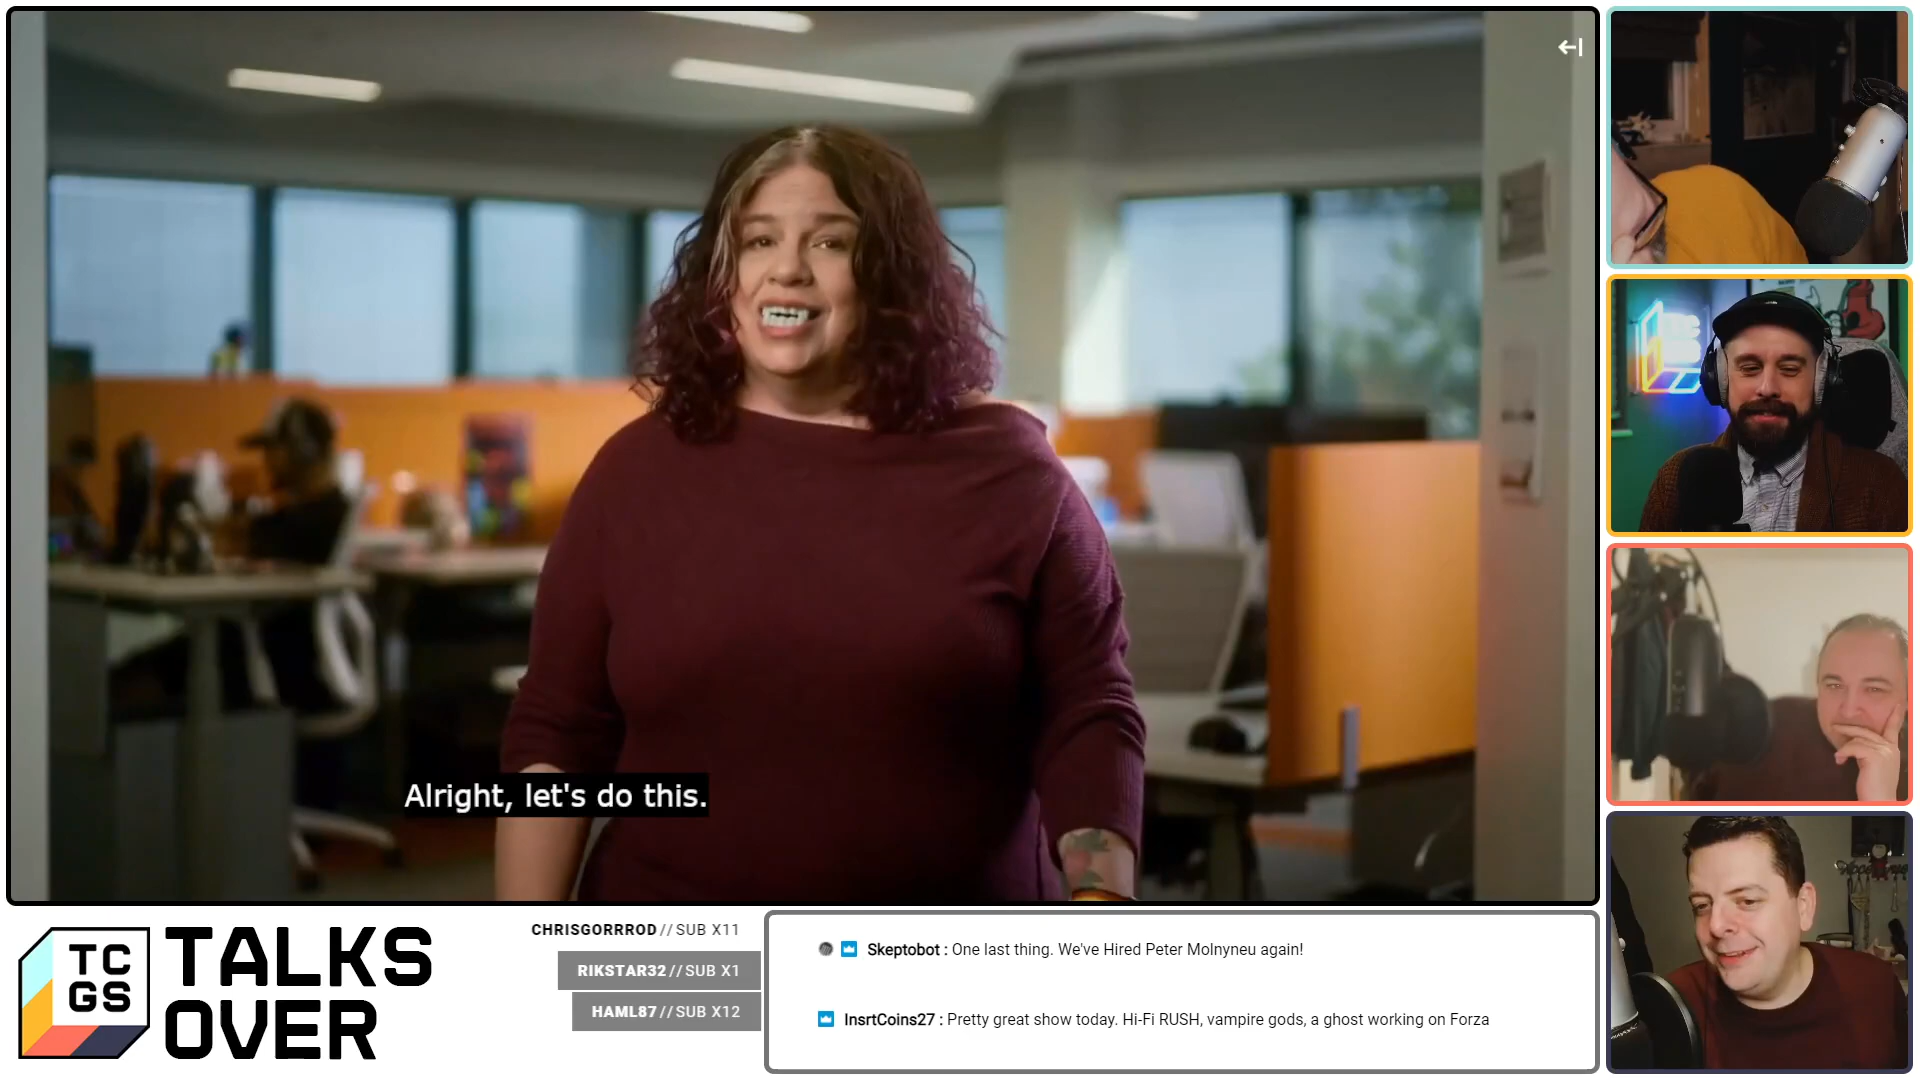 Alright, let's do this.
TC
GS
TALKS
OVER
CHRISGORRROD // SUB X11
RIKSTAR32 // SUB X1
HAML87 // SUB X12
Skeptobot : One last thing. We've Hired Peter Molnyneu again!
InsrtCoins27 : Pretty great show today. Hi-Fi RUSH, vampire gods, a ghost working on Forza